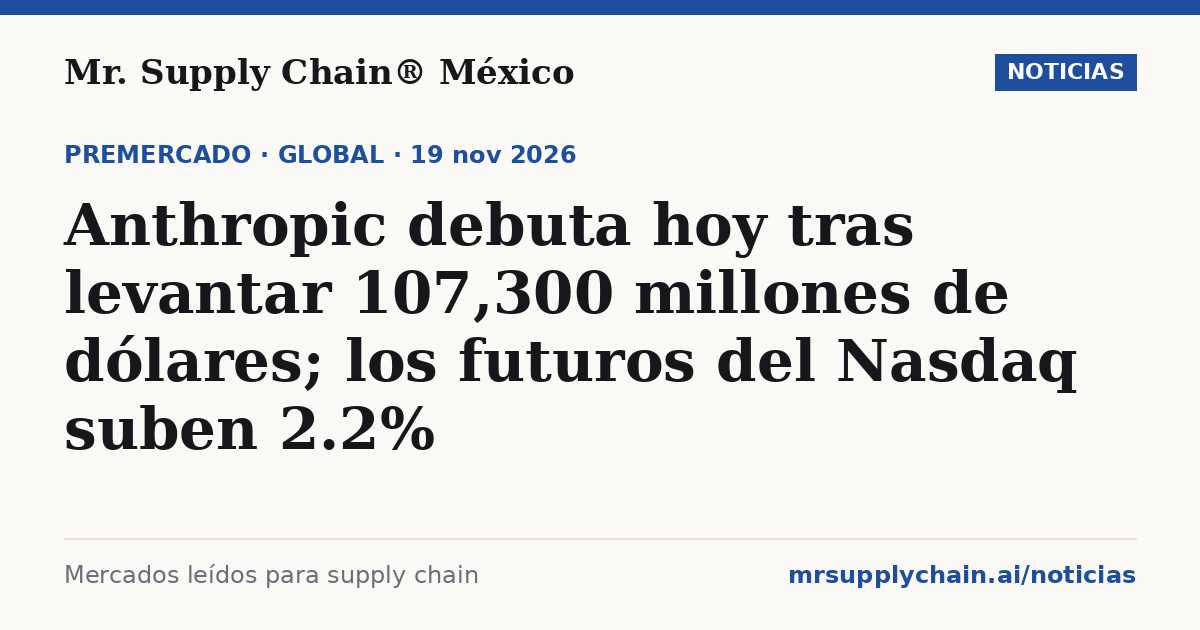 Mr. Supply Chain® México
NOTICIAS
PREMERCADO · GLOBAL · 19 nov 2026
Anthropic debuta hoy tras
levantar 107,300 millones de
dólares; los futuros del Nasdaq
suben 2.2%
Mercados leídos para supply chain
mrsupplychain.ai/noticias